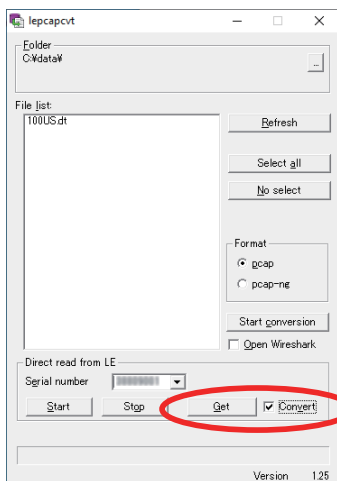 lepcapcvt
Folder
C:¥data¥
...
File list:
100US.dt
Refresh
Select all
No select
Format
pcap
pcap-ng
Start conversion
Open Wireshark
Direct read from LE
Serial number
Start Stop Get Convert
Version 1.25